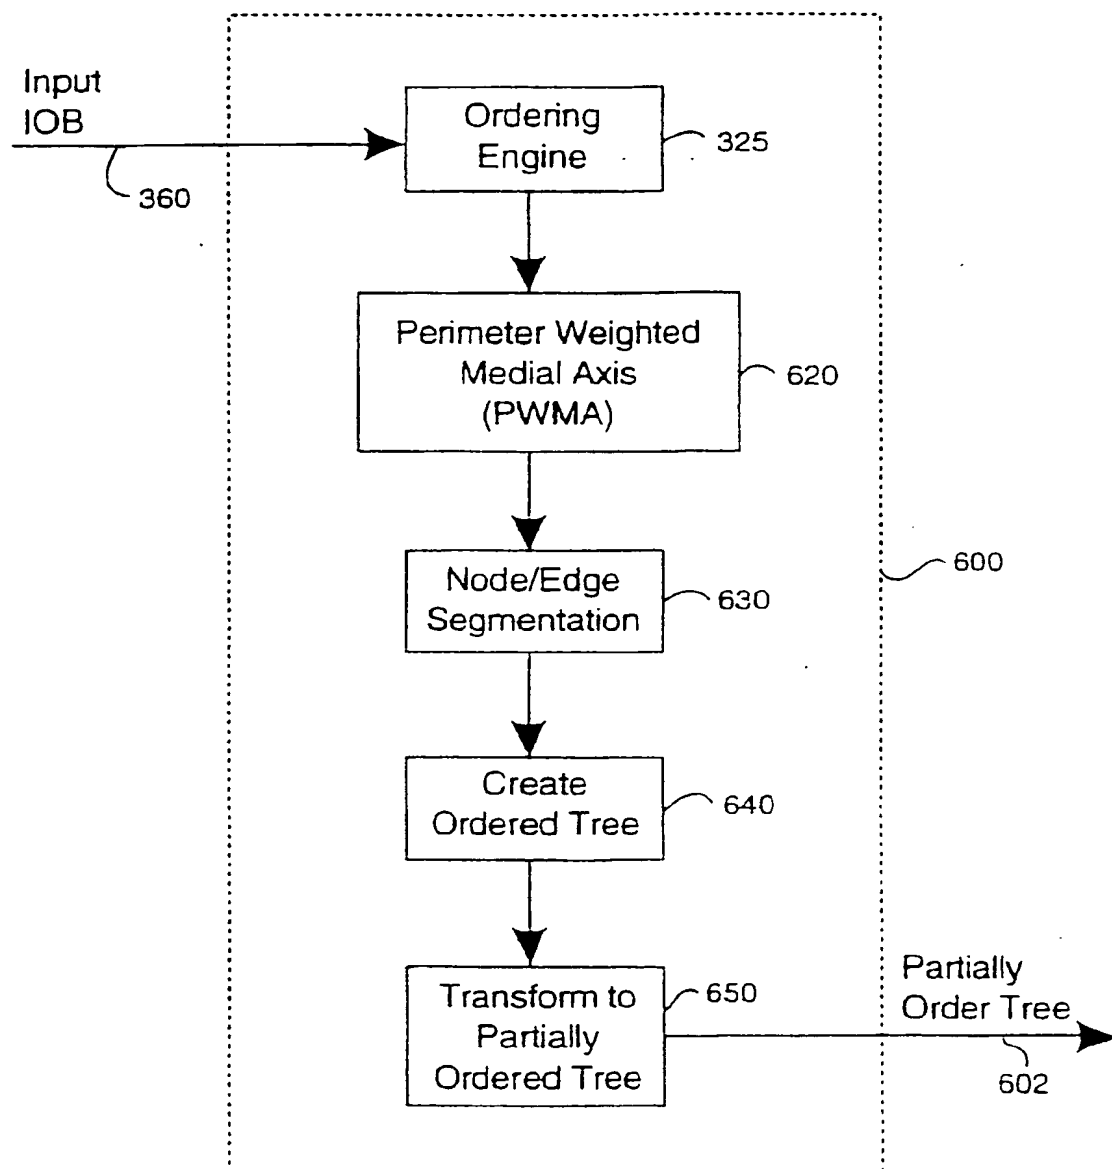 Input
IOB
360
Ordering
Engine
325
Perimeter Weighted
Medial Axis
(PWMA)
620
Node/Edge
Segmentation
630
600
Create
Ordered Tree
640
Transform to
Partially
Ordered Tree
650
Partially
Order Tree
602